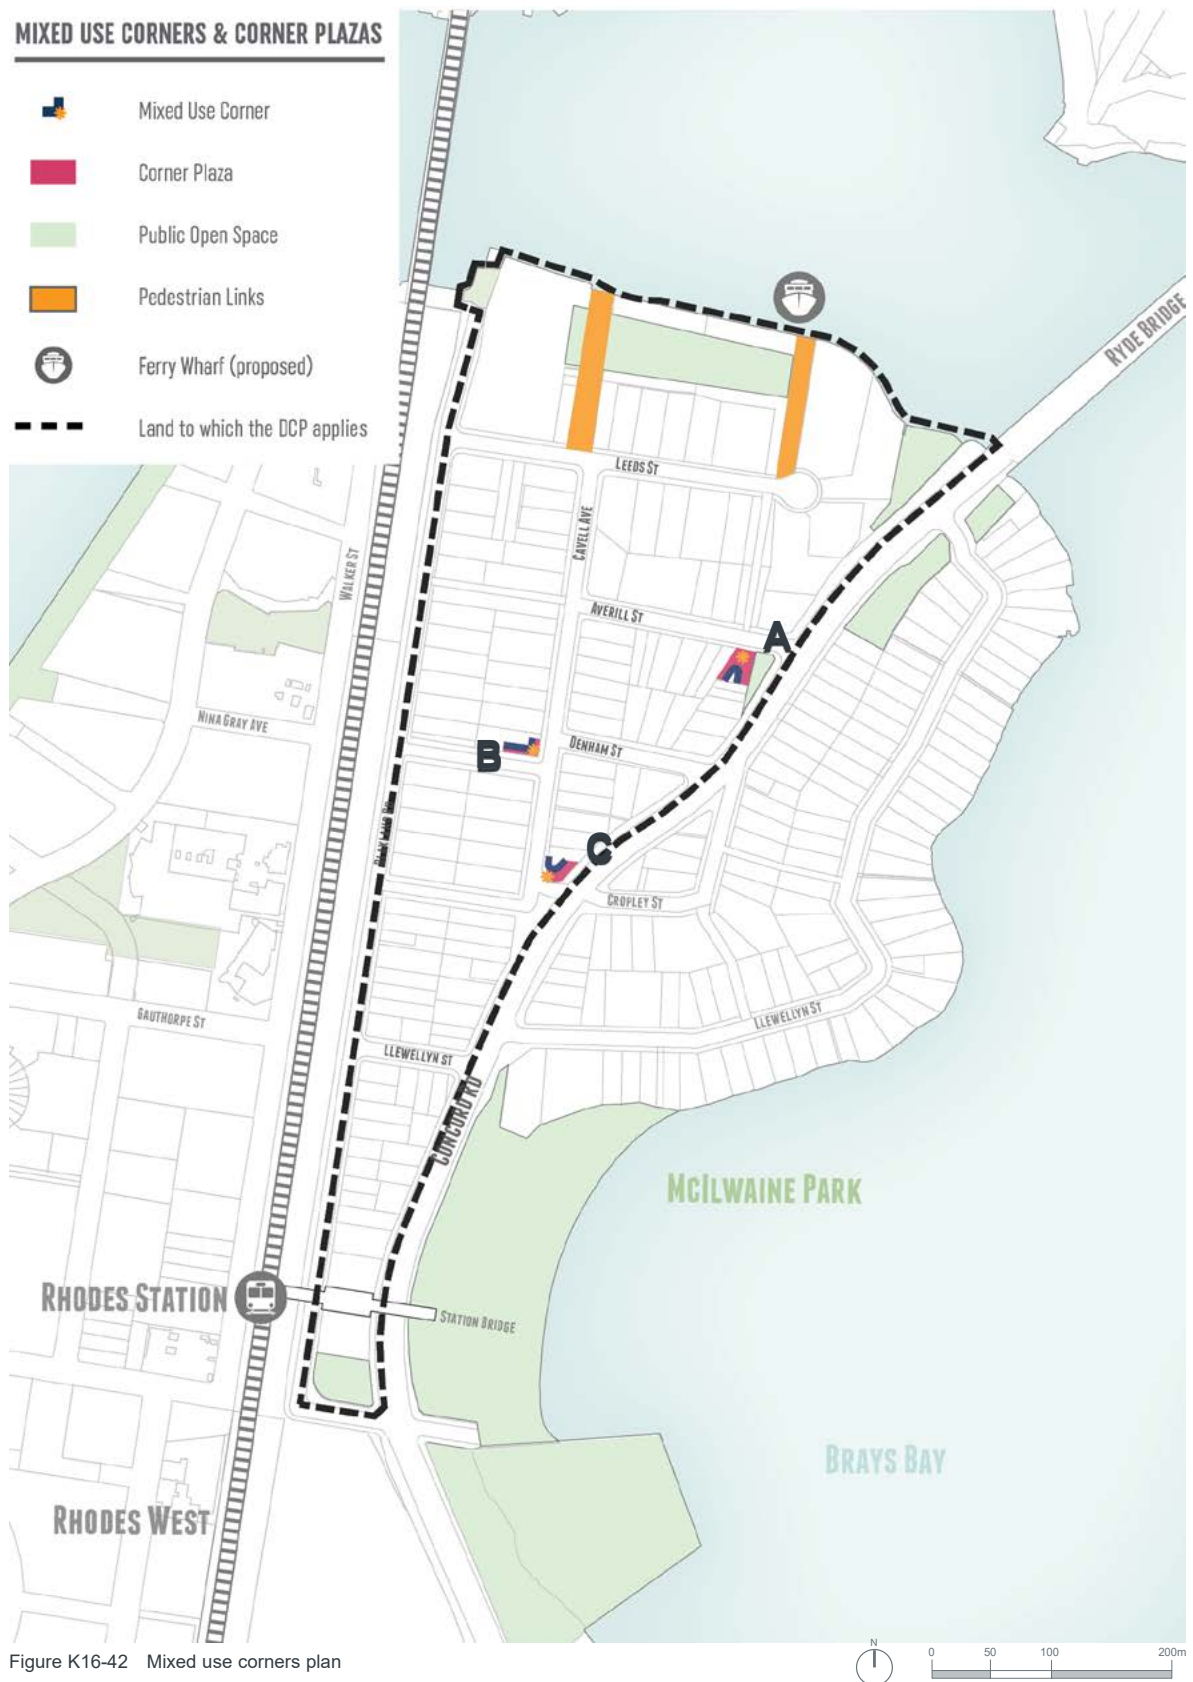 MIXED USE CORNERS & CORNER PLAZAS
Mixed Use Corner
Corner Plaza
Public Open Space
Pedestrian Links
Ferry Wharf (proposed)
Land to which the DCP applies
RYDE BRIDGE
LEEDS ST
CAVELL AVE
WALKER ST
AVERILL ST
A
NINA GRAY AVE
DENHAM ST
B
C
CROPLEY ST
GAUTHORPE ST
LLEWELLYN ST
LLEWELLYN ST
CONCORD RD
MCILWAINE PARK
RHODES STATION
STATION BRIDGE
BRAYS BAY
RHODES WEST
Figure K16-42 Mixed use corners plan
N
0 50 100 200m